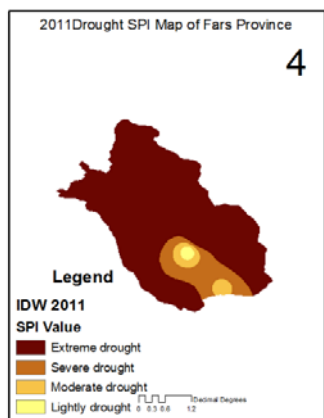 2011Drought SPI Map of Fars Province
4
Legend
IDW 2011
SPI Value
Extreme drought
Severe drought
Moderate drought
Lightly drought
Decimal Degrees
0 0.3 0.6 1.2